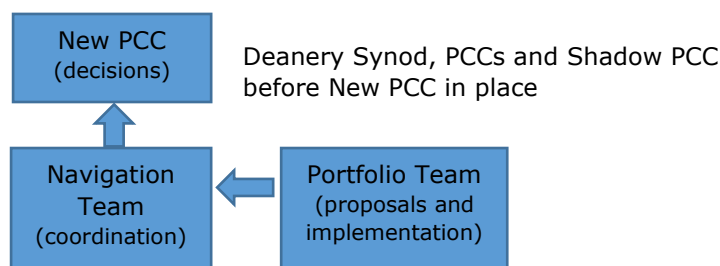 New PCC
(decisions)
Deanery Synod, PCCs and Shadow PCC
before New PCC in place
Navigation
Team
(coordination)
Portfolio Team
(proposals and
implementation)